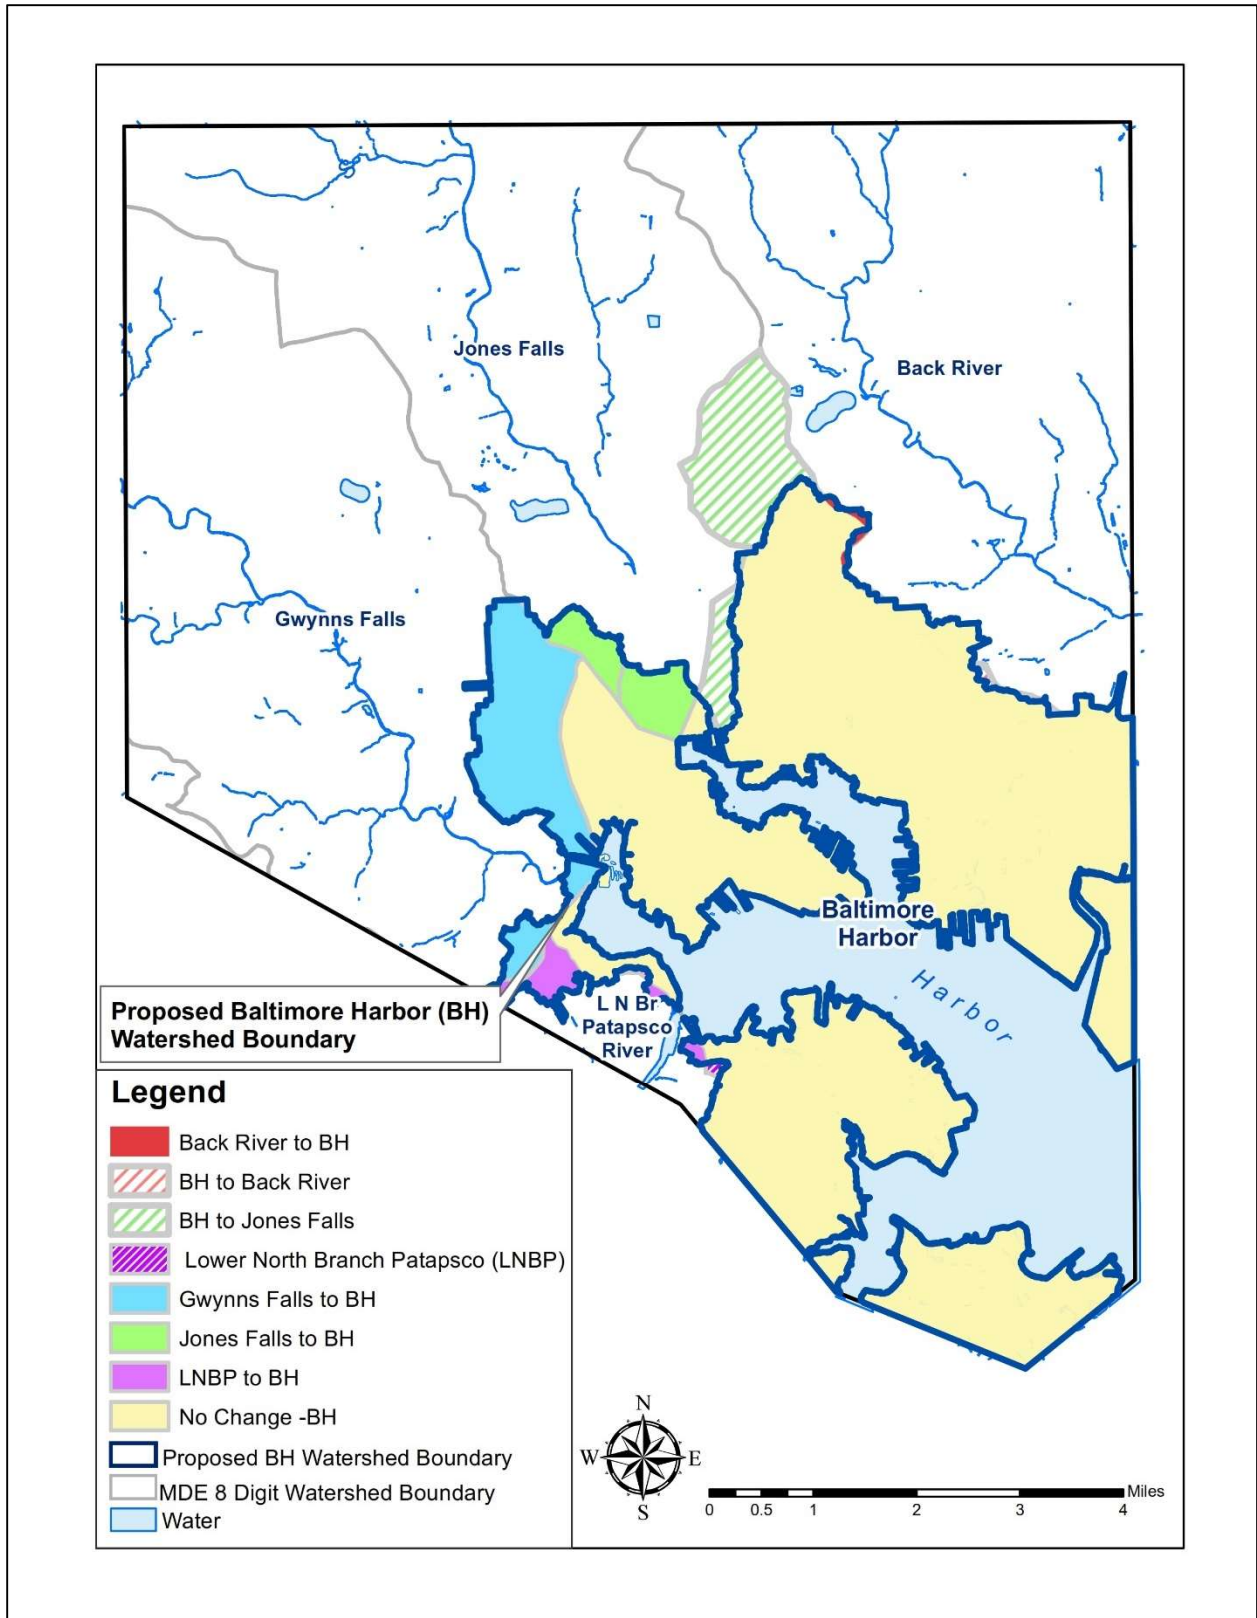 Jones Falls
Back River
Gwynns Falls
Baltimore
Harbor
Harbor
L N Br
Patapsco
River
Proposed Baltimore Harbor (BH)
Watershed Boundary
Legend
Back River to BH
BH to Back River
BH to Jones Falls
Lower North Branch Patapsco (LNBP)
Gwynns Falls to BH
Jones Falls to BH
LNBP to BH
No Change -BH
Proposed BH Watershed Boundary
MDE 8 Digit Watershed Boundary
Water
N
W E
S
Miles
0 0.5 1 2 3 4